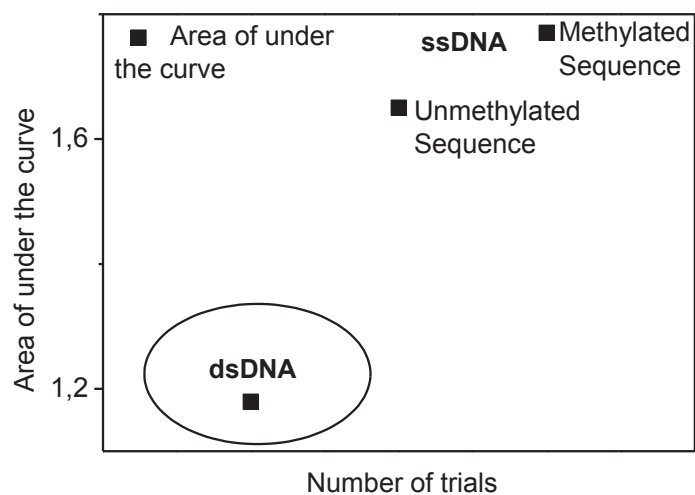 Area of under
the curve
ssDNA
Methylated
Sequence
Unmethylated
Sequence
1,6
dsDNA
1,2
Area of under the curve
Number of trials